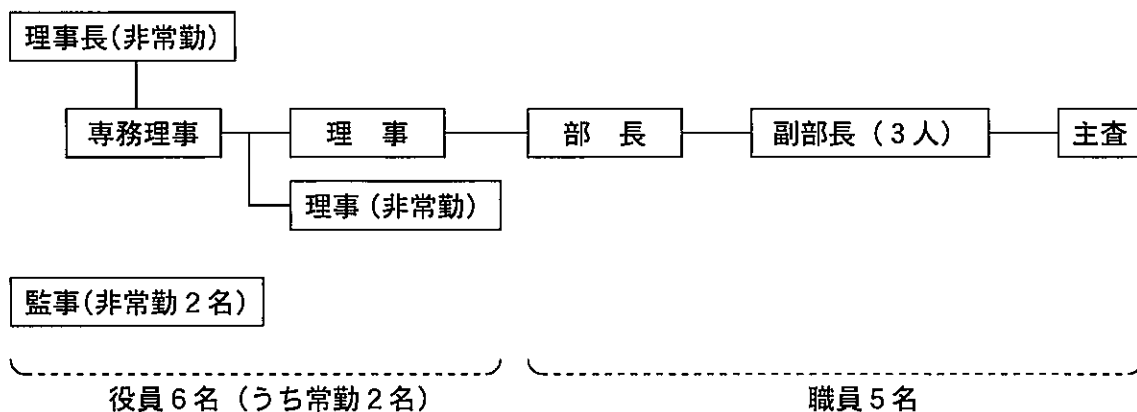 理事長(非常勤)
専務理事
理　事
部　長
副部長（3人）
主査
理事（非常勤）
監事(非常勤2名)
役員6名（うち常勤2名）
職員5名